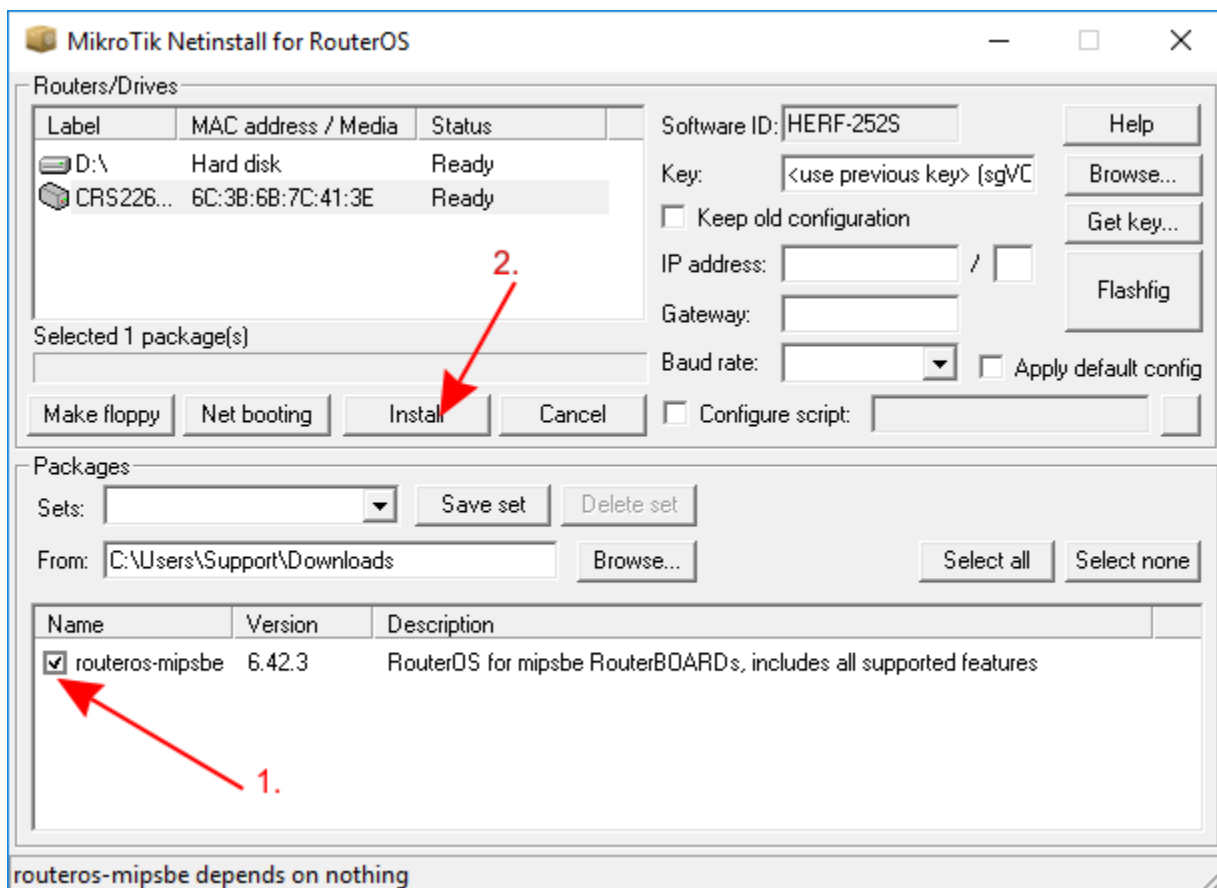 MikroTik Netinstall for RouterOS
Routers/Drives
Label MAC address / Media Status
D:\ Hard disk Ready
CRS226... 6C:3B:6B:7C:41:3E Ready
Software ID: HERF-252S Help
Key: <use previous key> (sgVC Browse...
Keep old configuration Get key...
IP address: /
Flashfig
Gateway:
2.
Selected 1 package(s)
Baud rate: Apply default config
Make floppy Net booting Install Cancel Configure script:
Packages
Sets: Save set Delete set
From: C:\Users\Support\Downloads Browse... Select all Select none
Name Version Description
routeros-mipsbe 6.42.3 RouterOS for mipsbe RouterBOARDs, includes all supported features
1.
routeros-mipsbe depends on nothing